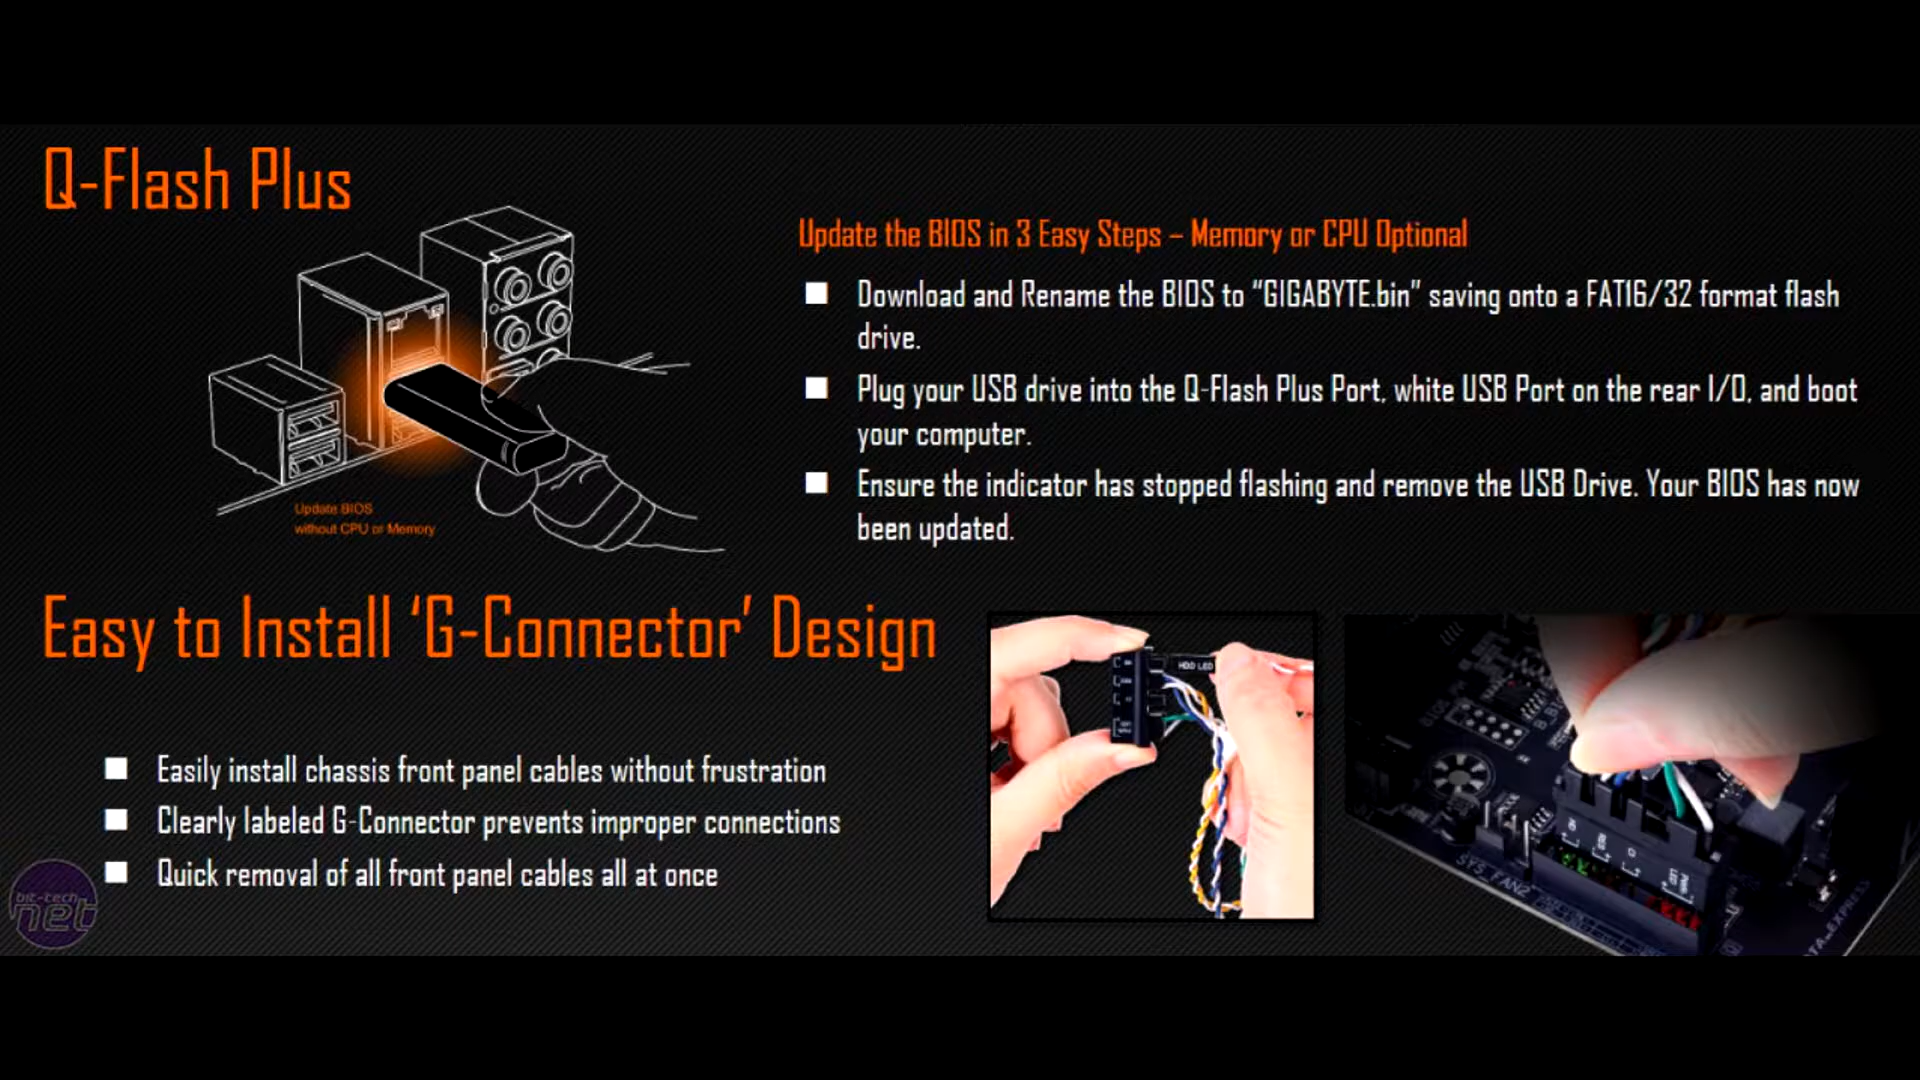 Q-Flash Plus
Update BIOS
without CPU or Memory
Update the BIOS in 3 Easy Steps – Memory or CPU Optional
Download and Rename the BIOS to “GIGABYTE.bin” saving onto a FAT16/32 format flash
drive.
Plug your USB drive into the Q-Flash Plus Port, white USB Port on the rear I/O, and boot
your computer.
Ensure the indicator has stopped flashing and remove the USB Drive. Your BIOS has now
been updated.
Easy to Install ‘G-Connector’ Design
Easily install chassis front panel cables without frustration
Clearly labeled G-Connector prevents improper connections
Quick removal of all front panel cables all at once
HDD LED
SYS_FAN2
bit-tech
net